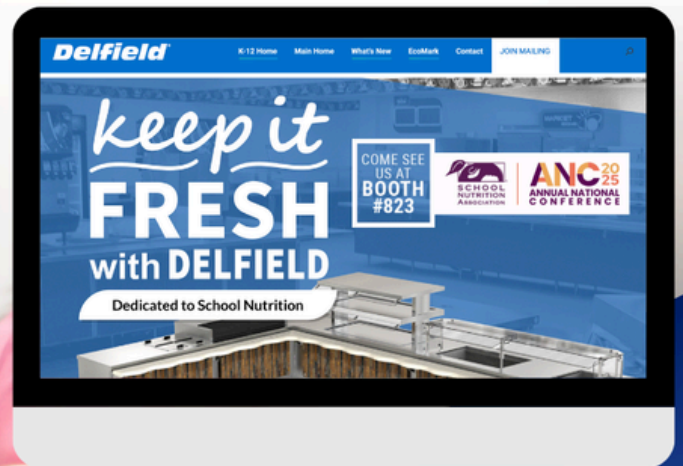 Delfield
K-12 Home Main Home What's New EcoMark Contact JOIN MAILING
keep it
FRESH
with DELFIELD
Dedicated to School Nutrition
COME SEE
US AT
BOOTH
#823
SCHOOL
NUTRITION
ASSOCIATION
ANC 2025
ANNUAL NATIONAL
CONFERENCE